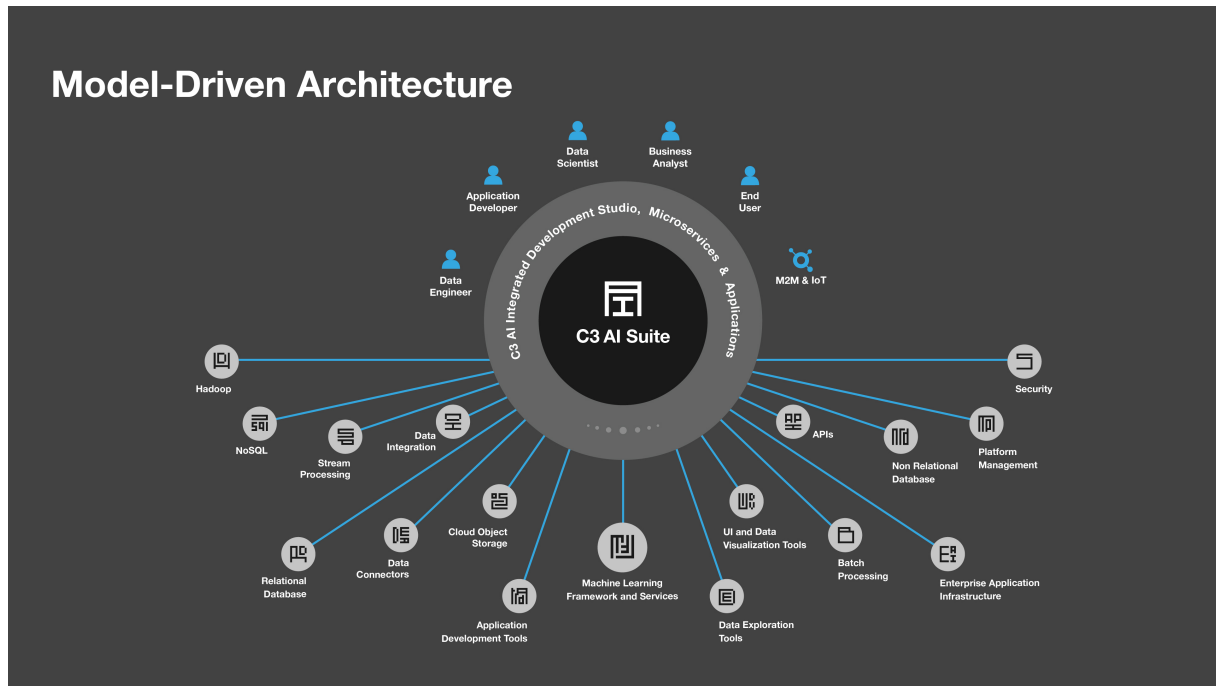 Model-Driven Architecture
Data
Scientist
Business
Analyst
Application
Developer
End
User
Data
Engineer
M2M & IoT
C3 AI Integrated Development Studio, Microservices & Applications
C3 AI Suite
Hadoop
Security
NoSQL
Stream
Processing
Data
Integration
APIs
Non Relational
Database
Platform
Management
Relational
Database
Data
Connectors
Cloud Object
Storage
Application
Development Tools
Machine Learning
Framework and Services
UI and Data
Visualization Tools
Data Exploration
Tools
Batch
Processing
Enterprise Application
Infrastructure